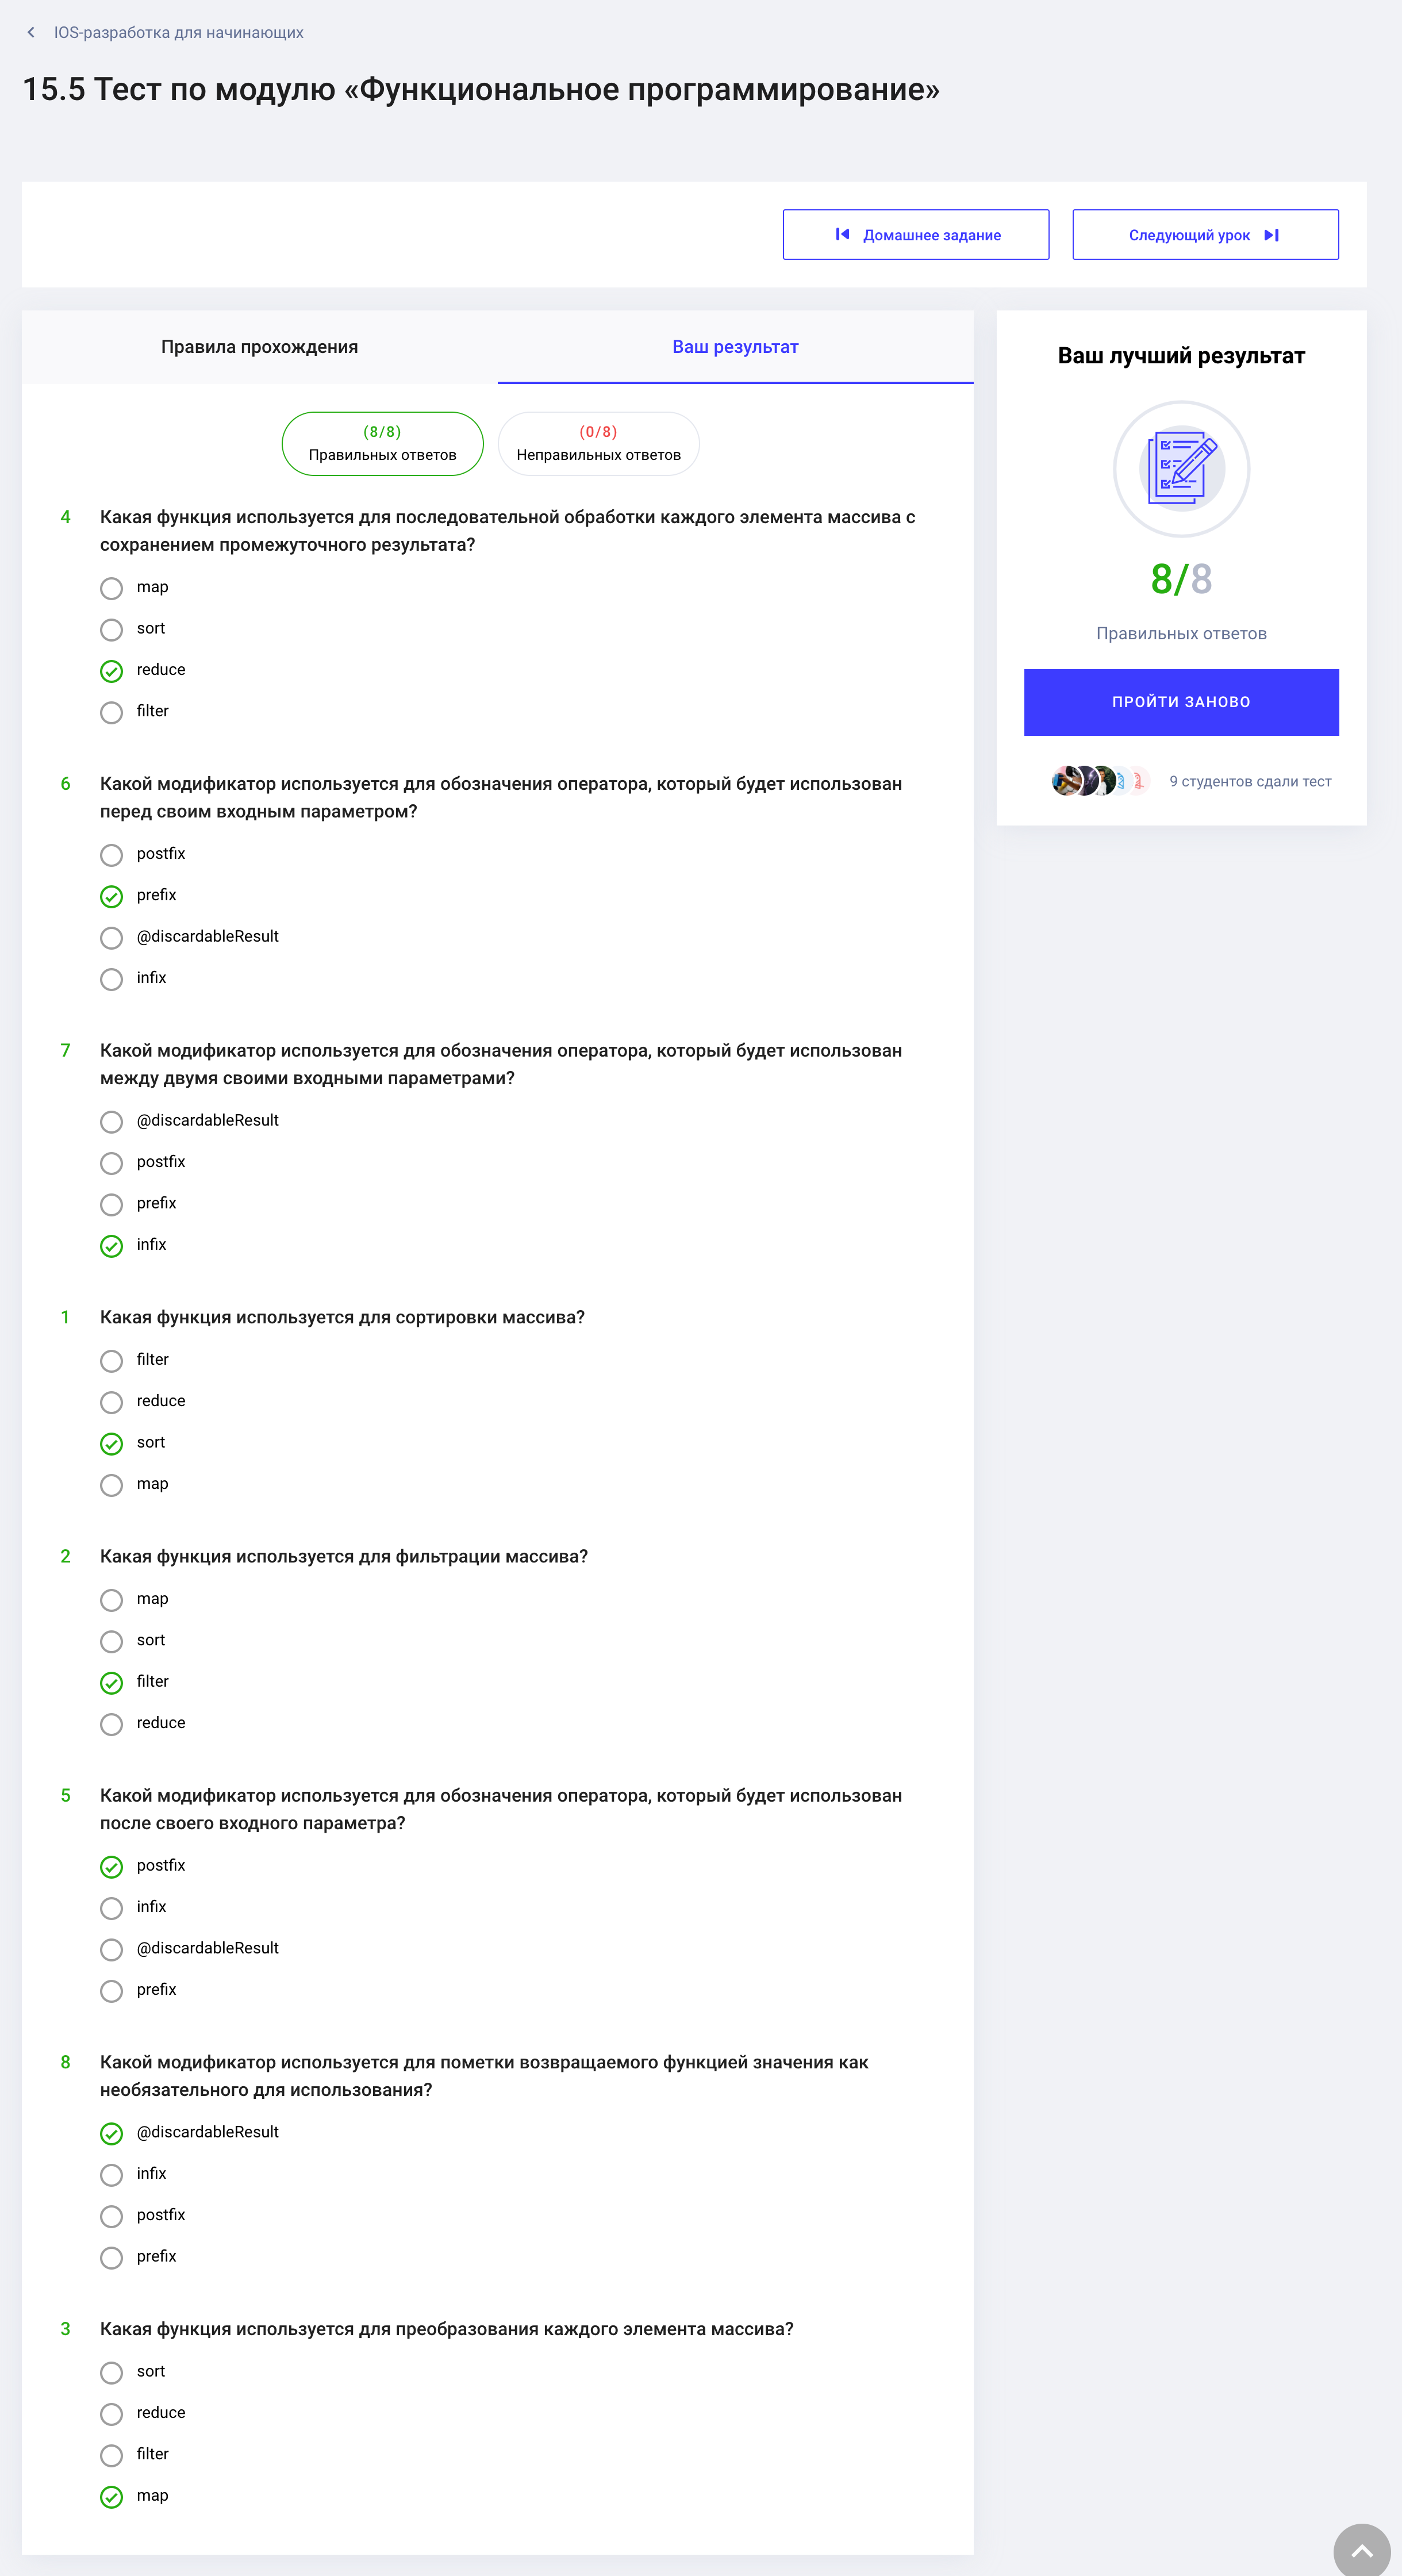 IOS-разработка для начинающих
15.5 Тест по модулю «Функциональное программирование»
Домашнее задание
Следующий урок
Правила прохождения
Ваш результат
(8/8)
Правильных ответов
(0/8)
Неправильных ответов
4 Какая функция используется для последовательной обработки каждого элемента массива с
сохранением промежуточного результата?
map
sort
reduce
filter
6 Какой модификатор используется для обозначения оператора, который будет использован
перед своим входным параметром?
postfix
prefix
@discardableResult
infix
7 Какой модификатор используется для обозначения оператора, который будет использован
между двумя своими входными параметрами?
@discardableResult
postfix
prefix
infix
1 Какая функция используется для сортировки массива?
filter
reduce
sort
map
2 Какая функция используется для фильтрации массива?
map
sort
filter
reduce
5 Какой модификатор используется для обозначения оператора, который будет использован
после своего входного параметра?
postfix
infix
@discardableResult
prefix
8 Какой модификатор используется для пометки возвращаемого функцией значения как
необязательного для использования?
@discardableResult
infix
postfix
prefix
3 Какая функция используется для преобразования каждого элемента массива?
sort
reduce
filter
map
Ваш лучший результат
8/8
Правильных ответов
ПРОЙТИ ЗАНОВО
9 студентов сдали тест